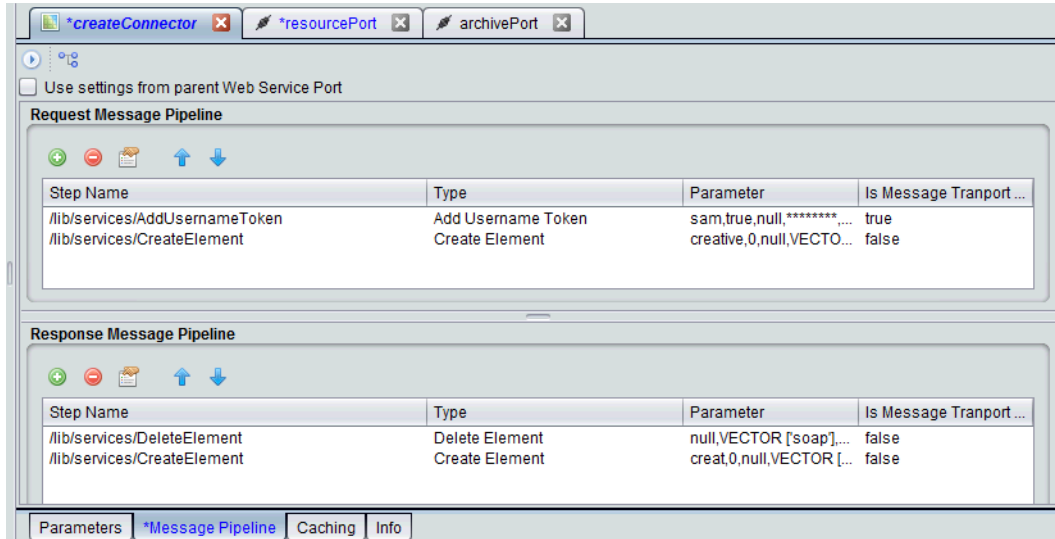 *createConnector *resourcePort archivePort
Use settings from parent Web Service Port
Request Message Pipeline
Step Name Type Parameter Is Message Tranport ...
/lib/services/AddUsernameToken Add Username Token sam,true,null,********,... true
/lib/services/CreateElement Create Element creative,0,null,VECTO... false
Response Message Pipeline
Step Name Type Parameter Is Message Tranport ...
/lib/services/DeleteElement Delete Element null,VECTOR ['soap'],... false
/lib/services/CreateElement Create Element creat,0,null,VECTOR [... false
Parameters *Message Pipeline Caching Info